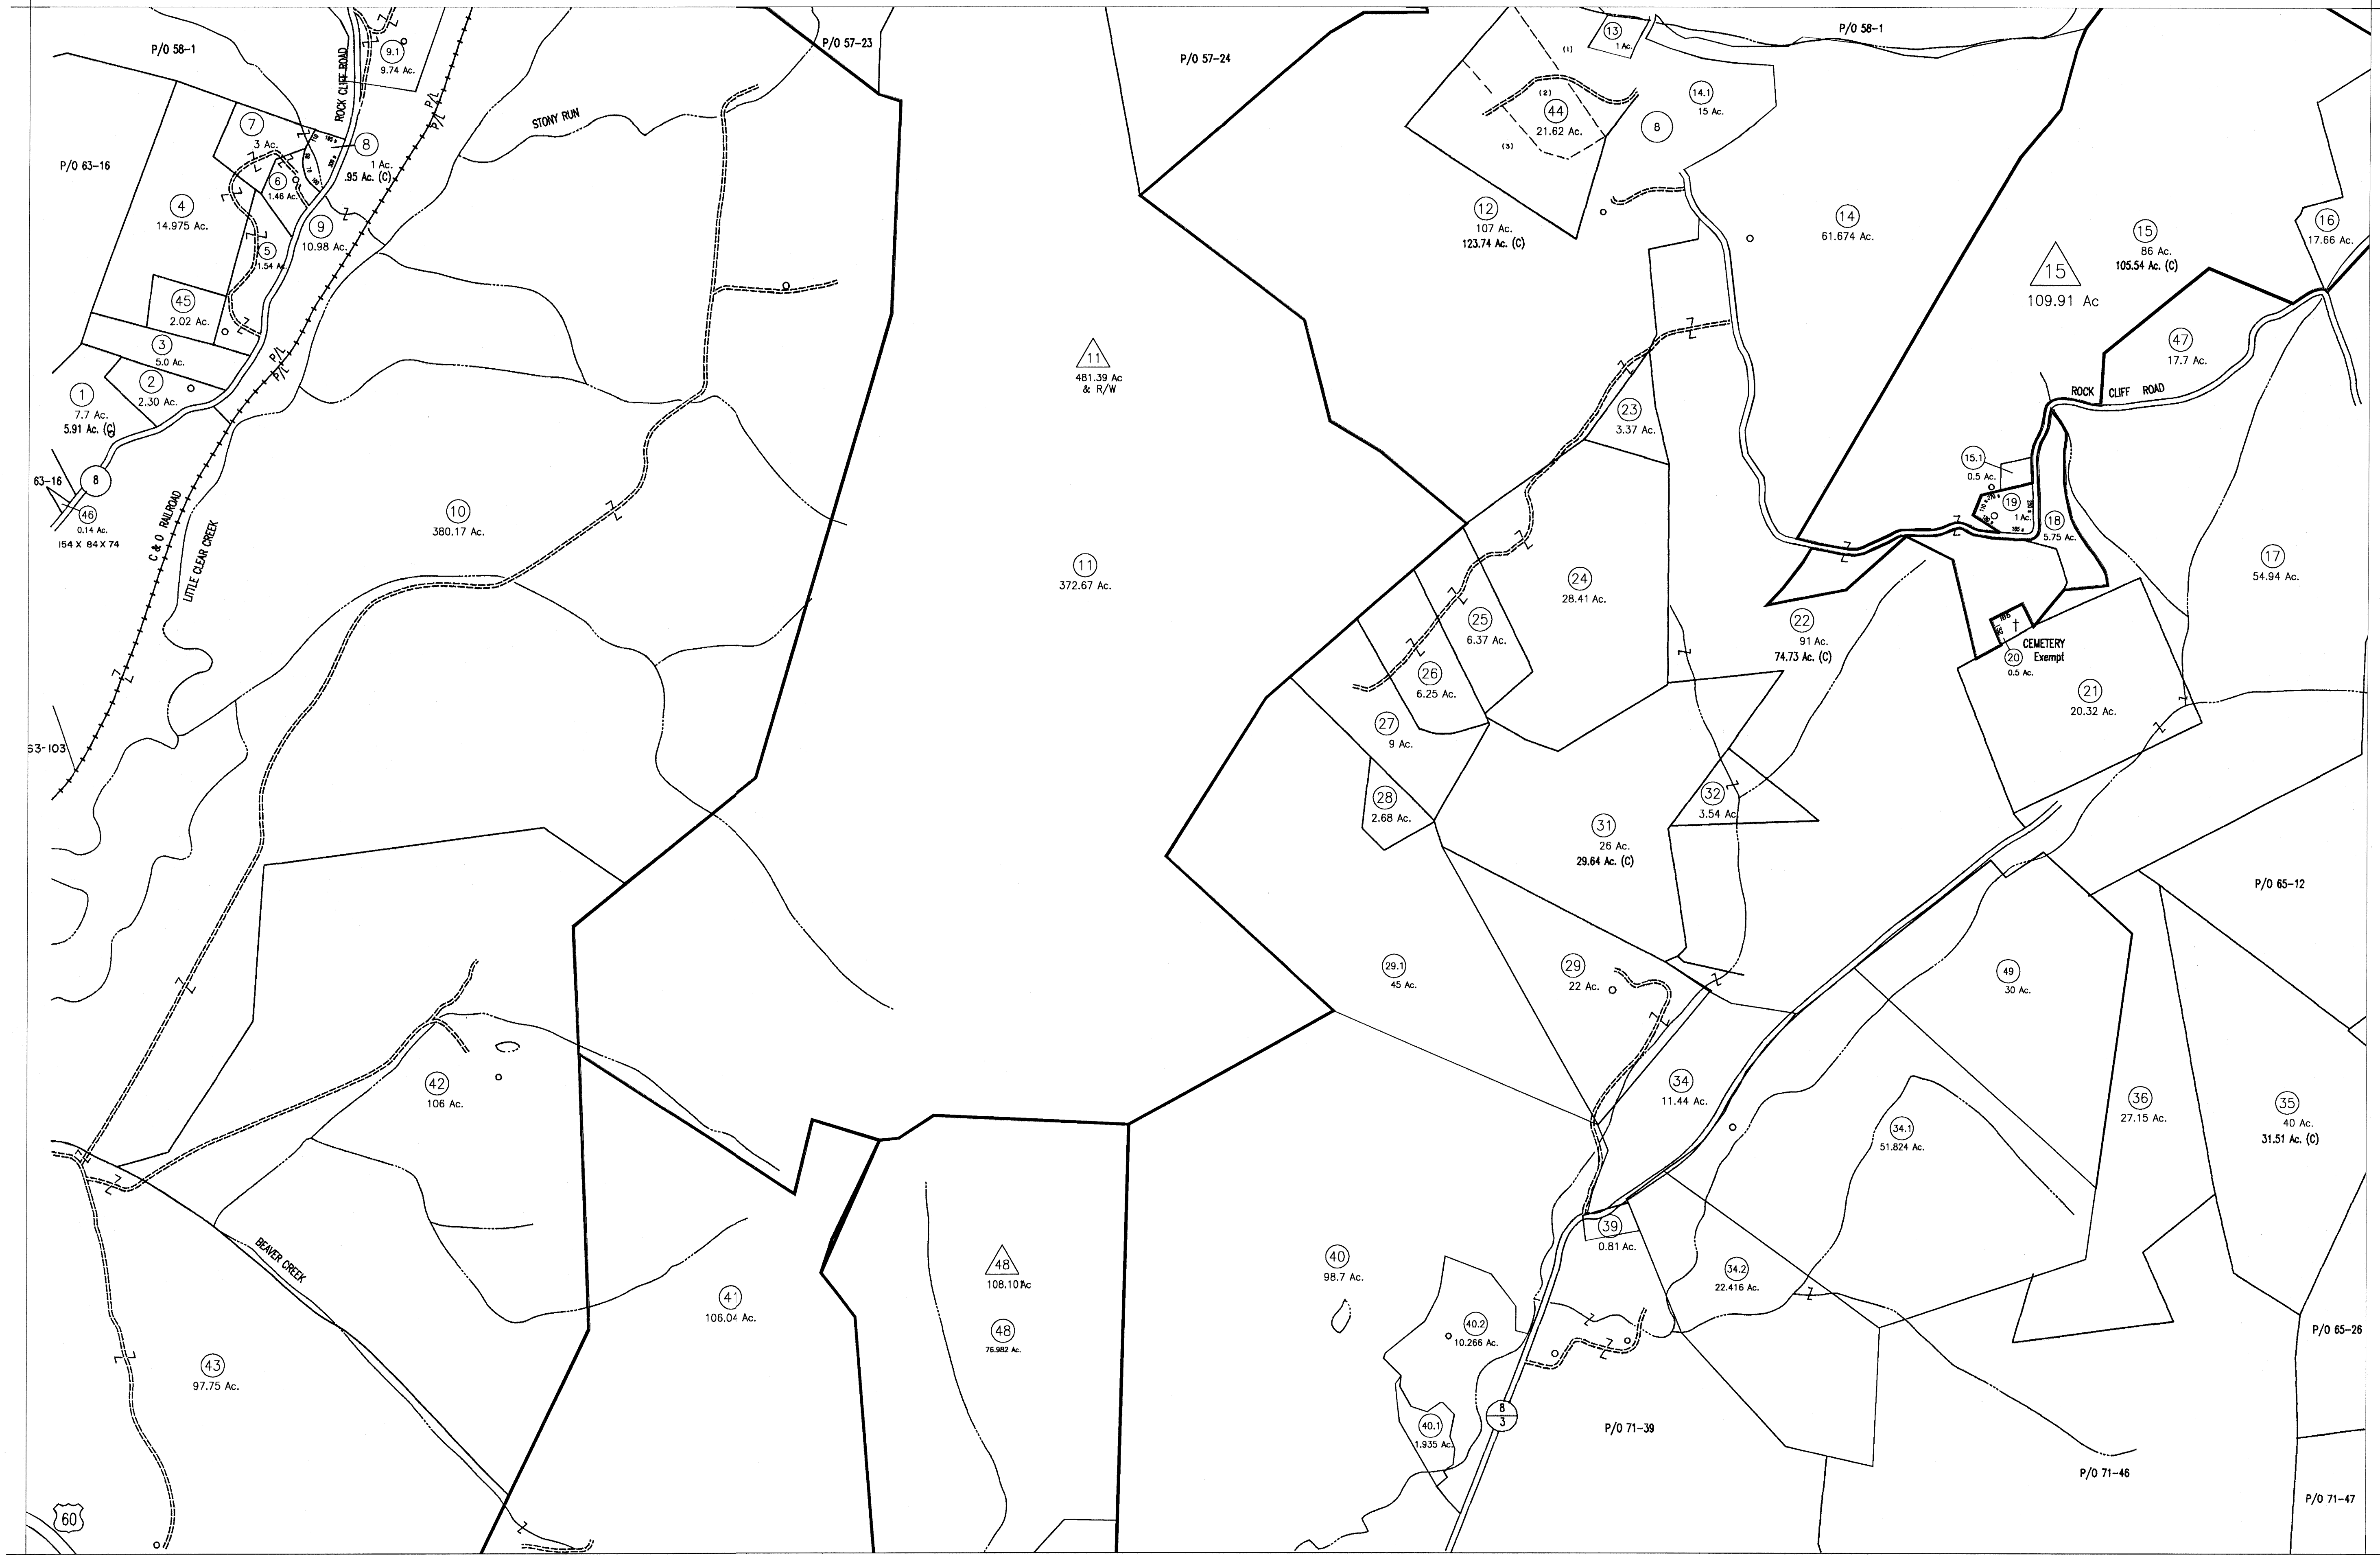 P/O 58-1
9.1
9.74 Ac.
ROCK CLIFF ROAD
P/L
P/L
P/O 57-23
STONY RUN
P/O 63-16
7
3 Ac.
8
1 Ac.
.95 Ac. (C)
6
1.46 Ac.
4
14.975 Ac.
9
10.98 Ac.
5
1.54 Ac.
45
2.02 Ac.
3
5.0 Ac.
P/L
P/L
2
2.30 Ac.
1
7.7 Ac.
5.91 Ac. (C)
63-16
8
46
0.14 Ac.
154 X 84 X 74
C & O RAILROAD
LITTLE CLEAR CREEK
10
380.17 Ac.
63-103
42
106 Ac.
BEAVER CREEK
43
97.75 Ac.
60
41
106.04 Ac.
11
481.39 Ac
& R/W
11
372.67 Ac.
48
108.10 Ac
48
76.982 Ac.
P/O 57-24
13
1 Ac.
(1)
(2)
44
21.62 Ac.
(3)
P/O 58-1
14.1
15 Ac.
8
12
107 Ac.
123.74 Ac. (C)
14
61.674 Ac.
15
86 Ac.
105.54 Ac. (C)
15
109.91 Ac
16
17.66 Ac.
47
17.7 Ac.
ROCK CLIFF ROAD
23
3.37 Ac.
15.1
0.5 Ac.
19
1 Ac.
18
5.75 Ac.
17
54.94 Ac.
24
28.41 Ac.
25
6.37 Ac.
26
6.25 Ac.
22
91 Ac.
74.73 Ac. (C)
CEMETERY
Exempt
20
0.5 Ac.
21
20.32 Ac.
27
9 Ac.
28
2.68 Ac.
32
3.54 Ac.
31
26 Ac.
29.64 Ac. (C)
P/O 65-12
29.1
45 Ac.
29
22 Ac.
49
30 Ac.
34
11.44 Ac.
34.1
51.824 Ac.
36
27.15 Ac.
35
40 Ac.
31.51 Ac. (C)
39
0.81 Ac.
34.2
22.416 Ac.
40
98.7 Ac.
40.2
10.266 Ac.
40.1
1.935 Ac.
8
3
P/O 71-39
P/O 71-46
P/O 65-26
P/O 71-47